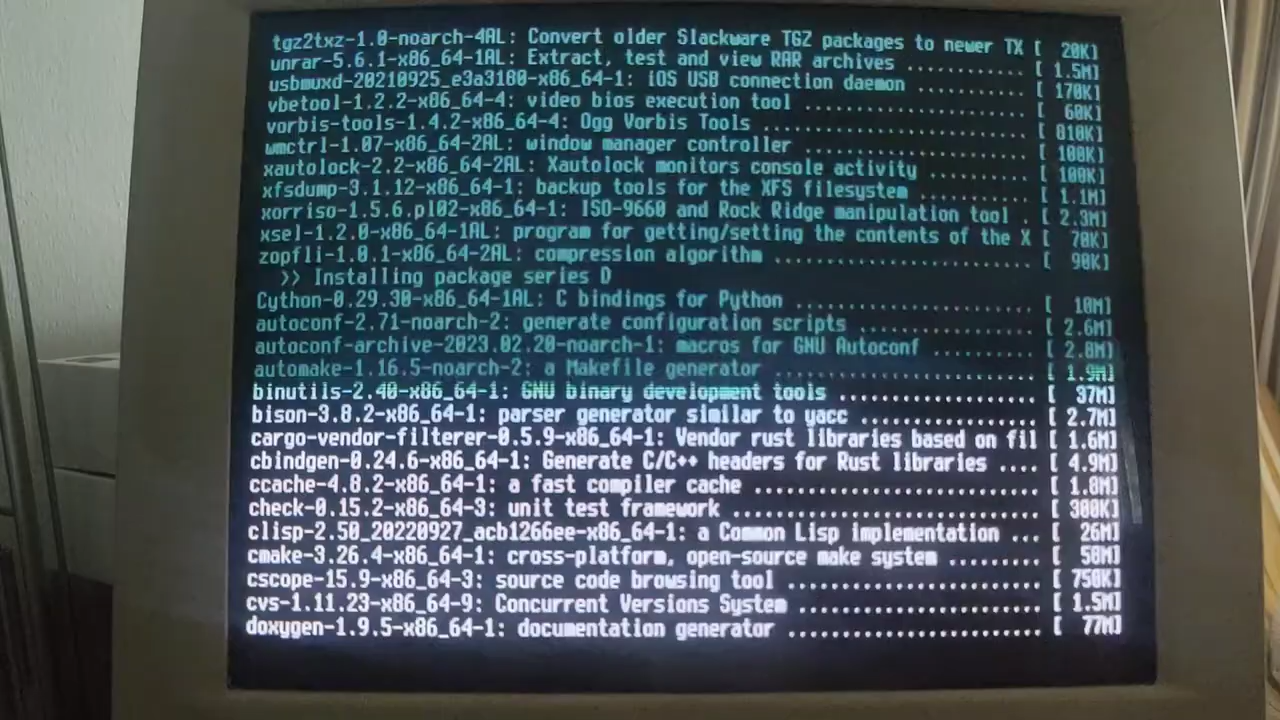 tgz2txz-1.0-noarch-4AL: Convert older Slackware TGZ packages to newer TX [ 20K]
unrar-5.6.1-x86_64-1AL: Extract, test and view RAR archives ............ [ 1.5M]
usbmuxd-20210925_e3a3180-x86_64-1: iOS USB connection daemon ........... [ 170K]
vbetool-1.2.2-x86_64-4: video bios execution tool ...................... [ 60K]
vorbis-tools-1.4.2-x86_64-4: Ogg Vorbis Tools .......................... [ 810K]
wmctrl-1.07-x86_64-2AL: window manager controller ...................... [ 100K]
xautolock-2.2-x86_64-2AL: Xautolock monitors console activity .......... [ 100K]
xfsdump-3.1.12-x86_64-1: backup tools for the XFS filesystem ........... [ 1.1M]
xorriso-1.5.6.pl02-x86_64-1: ISO-9660 and Rock Ridge manipulation tool . [ 2.3M]
xsel-1.2.0-x86_64-1AL: program for getting/setting the contents of the X [ 70K]
zopfli-1.0.1-x86_64-2AL: compression algorithm ......................... [ 90K]
>> Installing package series D
Cython-0.29.30-x86_64-1AL: C bindings for Python ....................... [ 10M]
autoconf-2.71-noarch-2: generate configuration scripts ................. [ 2.6M]
autoconf-archive-2023.02.20-noarch-1: macros for GNU Autoconf .......... [ 2.8M]
automake-1.16.5-noarch-2: a Makefile generator ......................... [ 1.9M]
binutils-2.40-x86_64-1: GNU binary development tools ................... [ 37M]
bison-3.8.2-x86_64-1: parser generator similar to yacc ................. [ 2.7M]
cargo-vendor-filterer-0.5.9-x86_64-1: Vendor rust libraries based on fil [ 1.6M]
cbindgen-0.24.6-x86_64-1: Generate C/C++ headers for Rust libraries .... [ 4.9M]
ccache-4.8.2-x86_64-1: a fast compiler cache ........................... [ 1.8M]
check-0.15.2-x86_64-3: unit test framework ............................. [ 300K]
clisp-2.50_20220927_acb1266ee-x86_64-1: a Common Lisp implementation ... [ 26M]
cmake-3.26.4-x86_64-1: cross-platform, open-source make system ......... [ 58M]
cscope-15.9-x86_64-3: source code browsing tool ........................ [ 750K]
cvs-1.11.23-x86_64-9: Concurrent Versions System ....................... [ 1.5M]
doxygen-1.9.5-x86_64-1: documentation generator ........................ [ 77M]